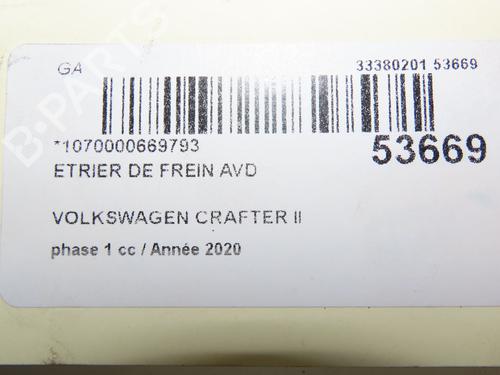 GA
33380201 53669
*1070000669793
53669
ETRIER DE FREIN AVD
VOLKSWAGEN CRAFTER II
phase 1 cc / Année 2020
B-PARTS